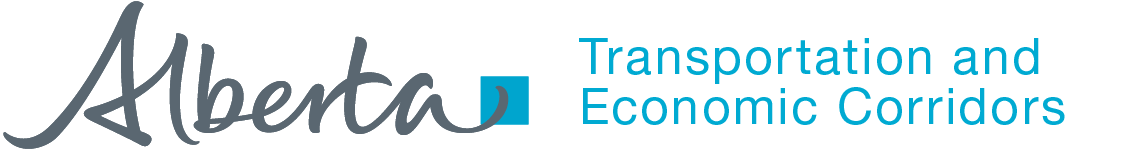 Alberta
Transportation and
Economic Corridors